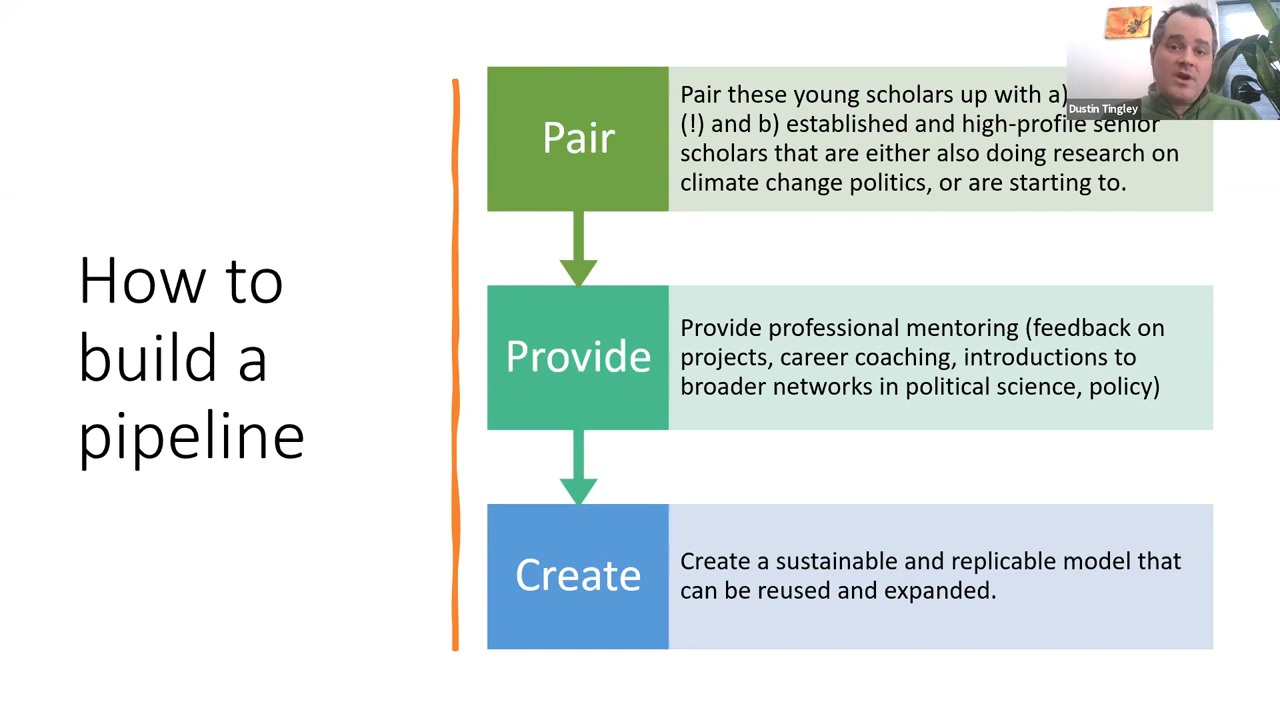 How to
build a
pipeline
Pair
Pair these young scholars up with a)
(!) and b) established and high-profile senior
scholars that are either also doing research on
climate change politics, or are starting to.
Dustin Tingley
Provide
Provide professional mentoring (feedback on
projects, career coaching, introductions to
broader networks in political science, policy)
Create
Create a sustainable and replicable model that
can be reused and expanded.